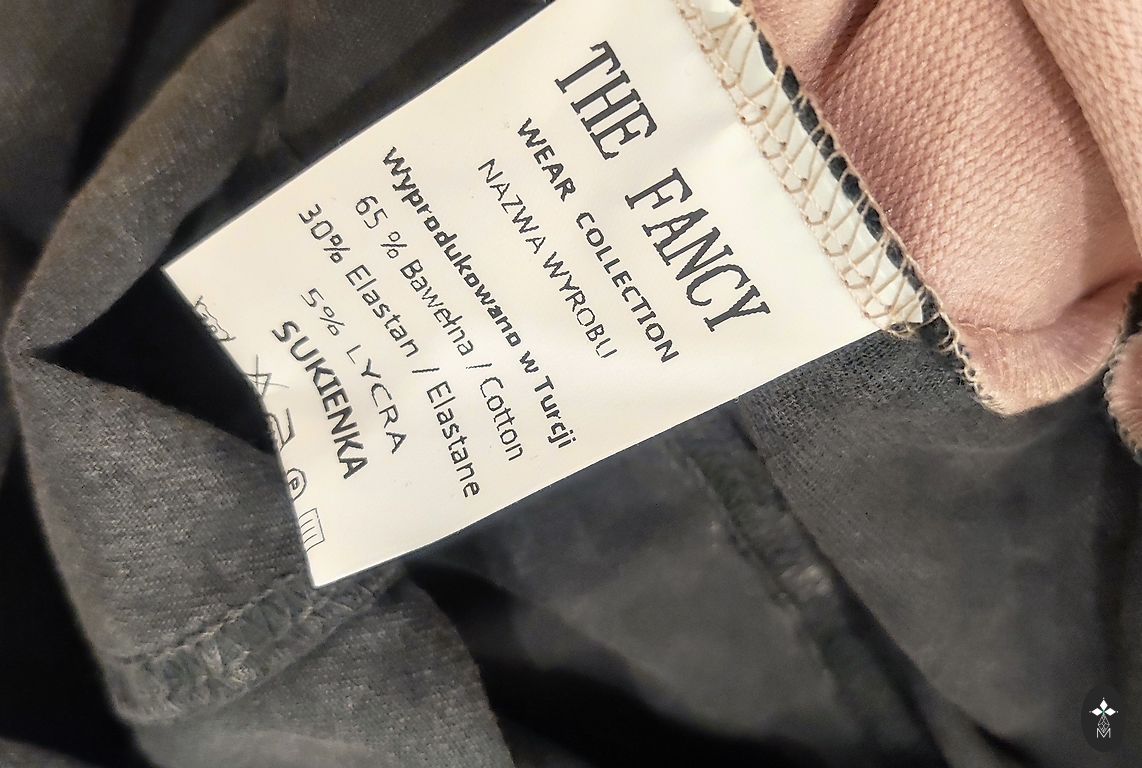 THE FANCY
WEAR COLLECTION
NAZWA WYROBU
Wyprodukowano w Turcji
65 % Bawełna / Cotton
30% Elastan / Elastane
5% LYCRA
SUKIENKA
P
M